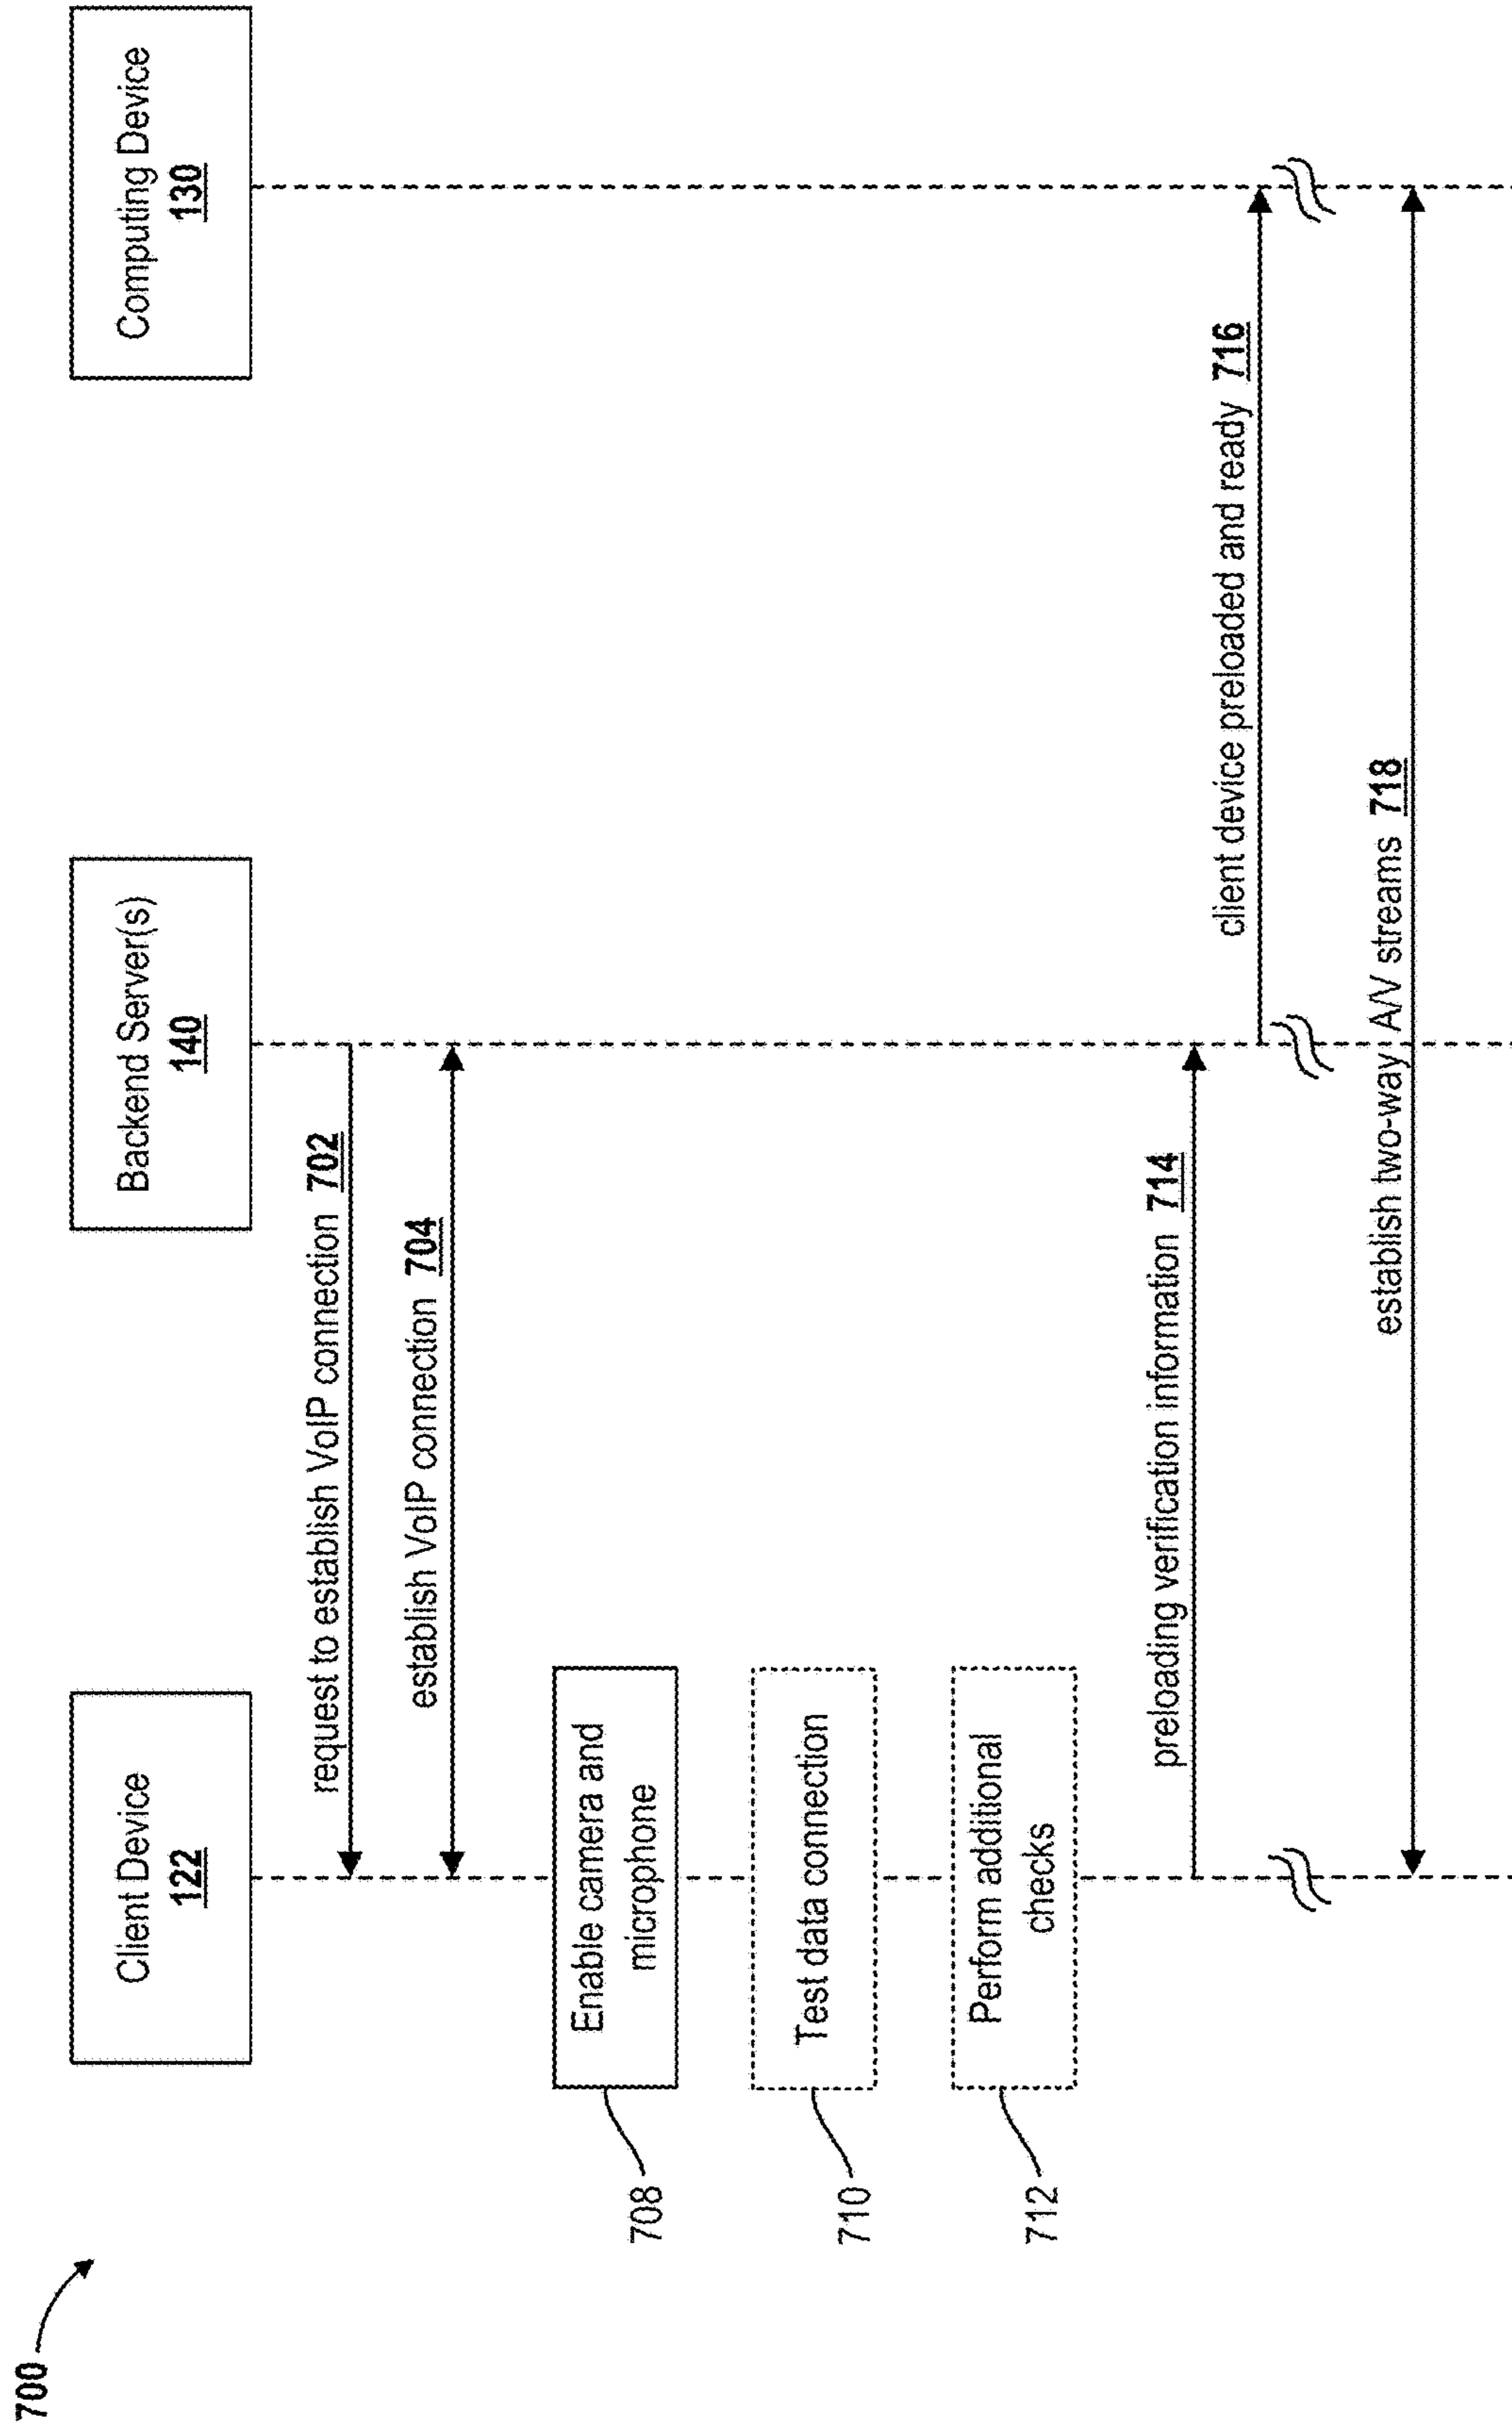 700
Client Device
122
Backend Server(s)
140
Computing Device
130
request to establish VoIP connection 702
establish VoIP connection 704
Enable camera and
microphone
708
Test data connection
710
Perform additional
checks
712
preloading verification information 714
client device preloaded and ready 716
establish two-way A/V streams 718